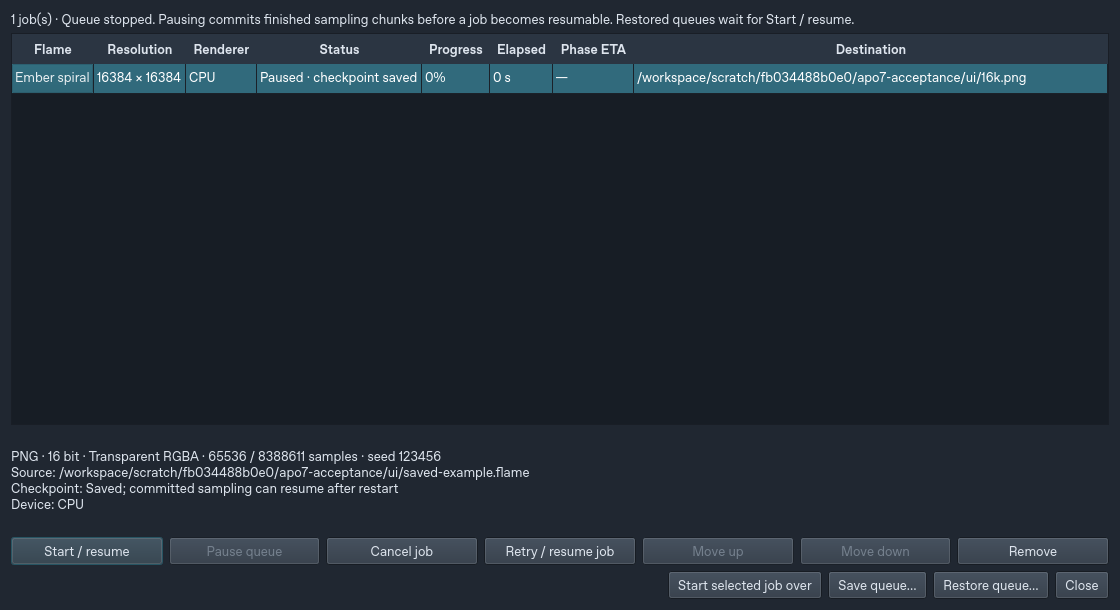 1 job(s) · Queue stopped. Pausing commits finished sampling chunks before a job becomes resumable. Restored queues wait for Start / resume.
Flame Resolution Renderer Status Progress Elapsed Phase ETA Destination
Ember spiral 16384 × 16384 CPU Paused · checkpoint saved 0% 0 s — /workspace/scratch/fb034488b0e0/apo7-acceptance/ui/16k.png
PNG · 16 bit · Transparent RGBA · 65536 / 8388611 samples · seed 123456
Source: /workspace/scratch/fb034488b0e0/apo7-acceptance/ui/saved-example.flame
Checkpoint: Saved; committed sampling can resume after restart
Device: CPU
Start / resume Pause queue Cancel job Retry / resume job Move up Move down Remove
Start selected job over Save queue... Restore queue... Close